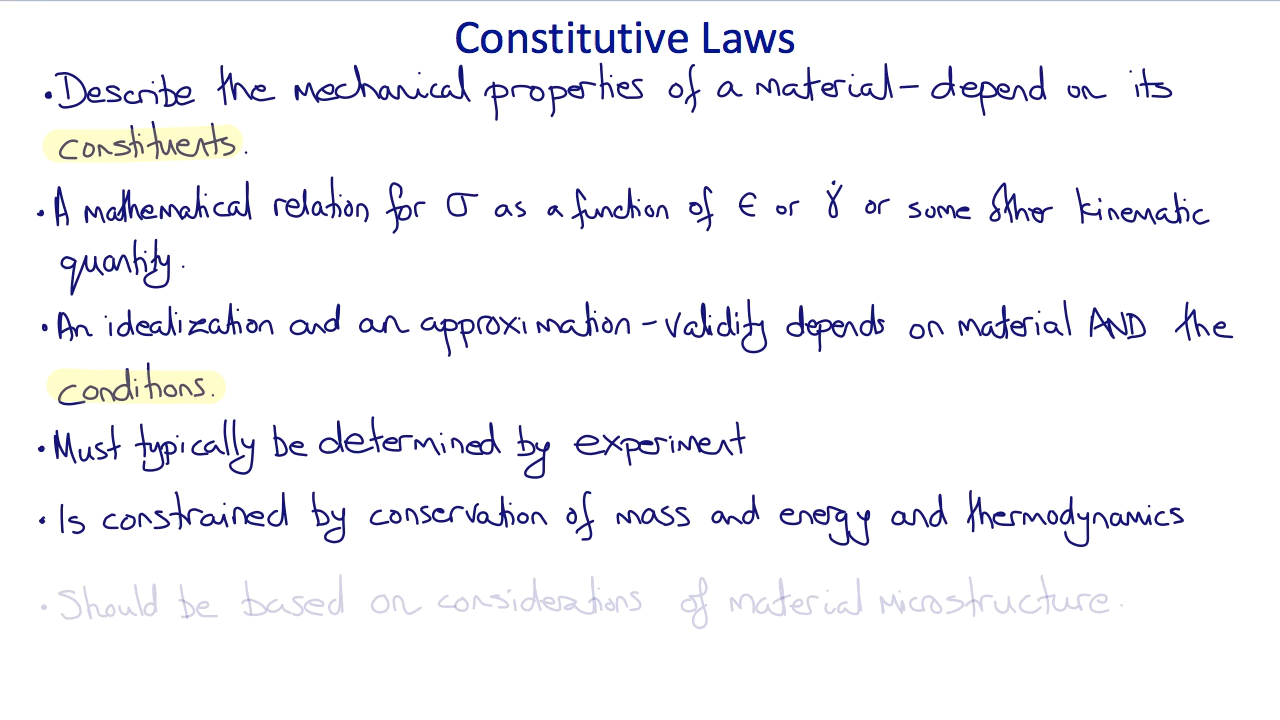 Constitutive Laws
• Describe the mechanical properties of a material – depend on its
constituents.
• A mathematical relation for σ as a function of ϵ or γ̇ or some other kinematic
quantity.
• An idealization and an approximation – validity depends on material AND the
conditions.
• Must typically be determined by experiment
• Is constrained by conservation of mass and energy and thermodynamics
• Should be based on considerations of material microstructure.